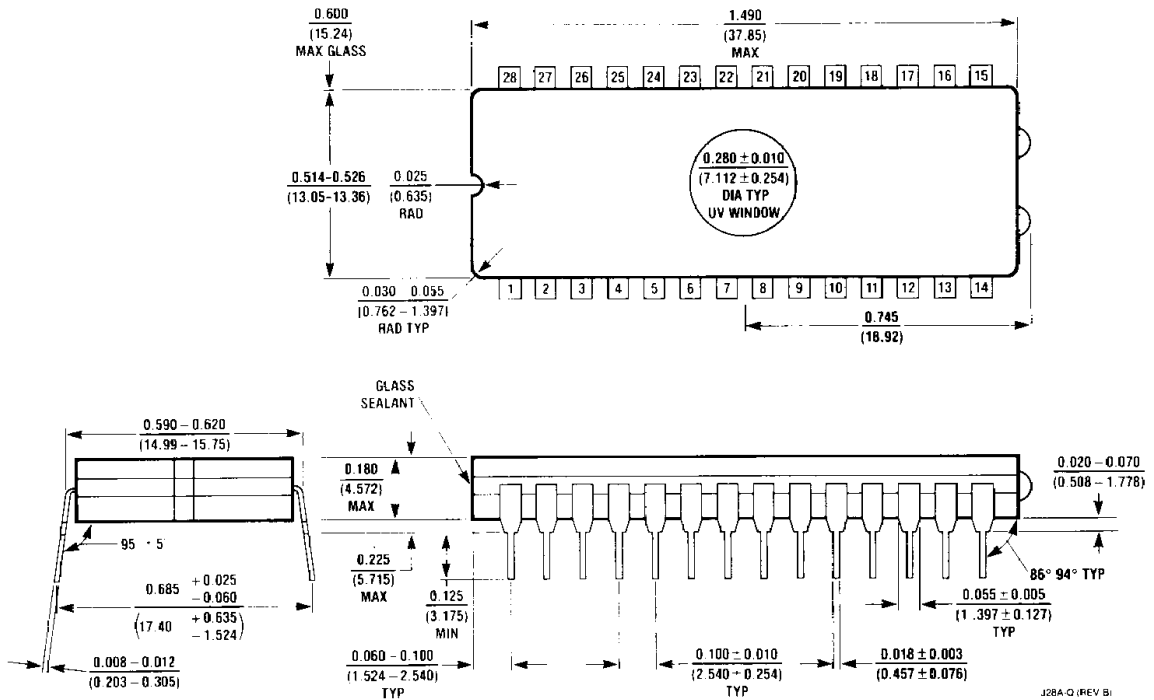 0.600
(15.24)
MAX GLASS
1.490
(37.85)
MAX
28 27 26 25 24 23 22 21 20 19 18 17 16 15
0.514-0.526
(13.05-13.36)
0.025
(0.635)
RAD
0.280 ± 0.010
(7.112 ± 0.254)
DIA TYP
UV WINDOW
0.030 0.055
(0.762 - 1.397)
RAD TYP
1 2 3 4 5 6 7 8 9 10 11 12 13 14
0.745
(18.92)
GLASS
SEALANT
0.590 - 0.620
(14.99 - 15.75)
0.180
(4.572)
MAX
0.020 - 0.070
(0.508 - 1.778)
95 5
0.225
(5.715)
MAX
86° 94° TYP
0.685 + 0.025
- 0.060
(17.40 + 0.635
- 1.524)
0.125
(3.175)
MIN
0.055 ± 0.005
(1.397 ± 0.127)
TYP
0.008 - 0.012
(0.203 - 0.305)
0.060 - 0.100
(1.524 - 2.540)
TYP
0.100 ± 0.010
(2.540 ± 0.254)
TYP
0.018 ± 0.003
(0.457 ± 0.076)
J28A-Q (REV B)